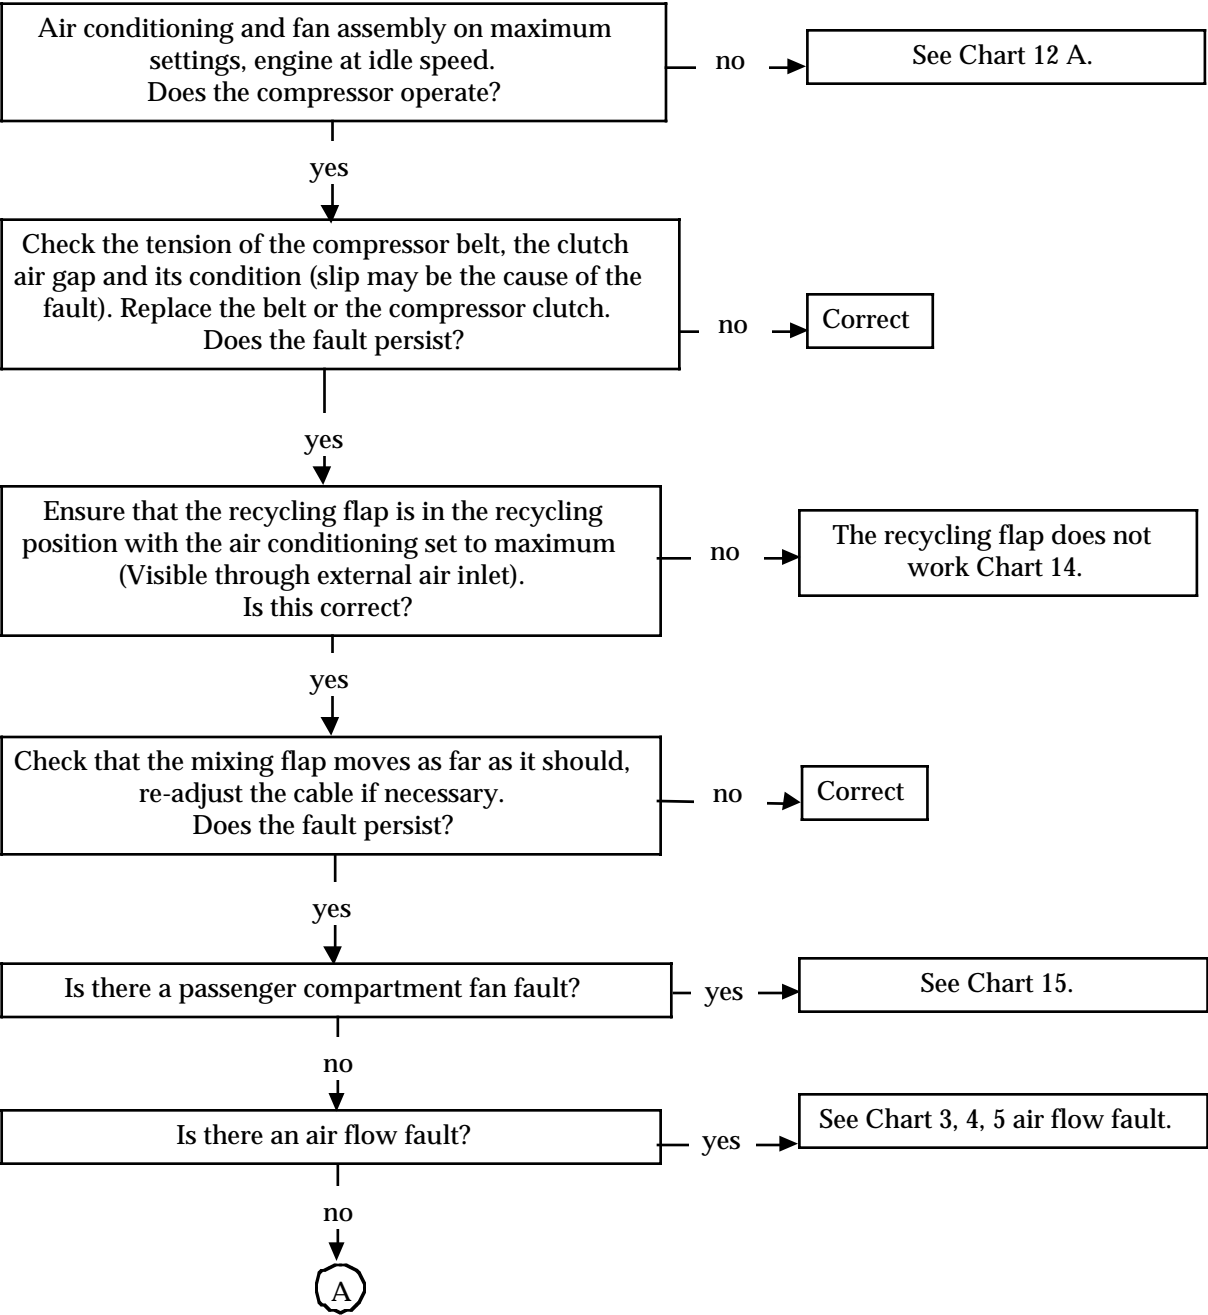 Air conditioning and fan assembly on maximum
settings, engine at idle speed.
Does the compressor operate?
no
See Chart 12 A.
yes
Check the tension of the compressor belt, the clutch
air gap and its condition (slip may be the cause of the
fault). Replace the belt or the compressor clutch.
Does the fault persist?
no
Correct
yes
Ensure that the recycling flap is in the recycling
position with the air conditioning set to maximum
(Visible through external air inlet).
Is this correct?
no
The recycling flap does not
work Chart 14.
yes
Check that the mixing flap moves as far as it should,
re-adjust the cable if necessary.
Does the fault persist?
no
Correct
yes
Is there a passenger compartment fan fault?
yes
See Chart 15.
no
Is there an air flow fault?
yes
See Chart 3, 4, 5 air flow fault.
no
A